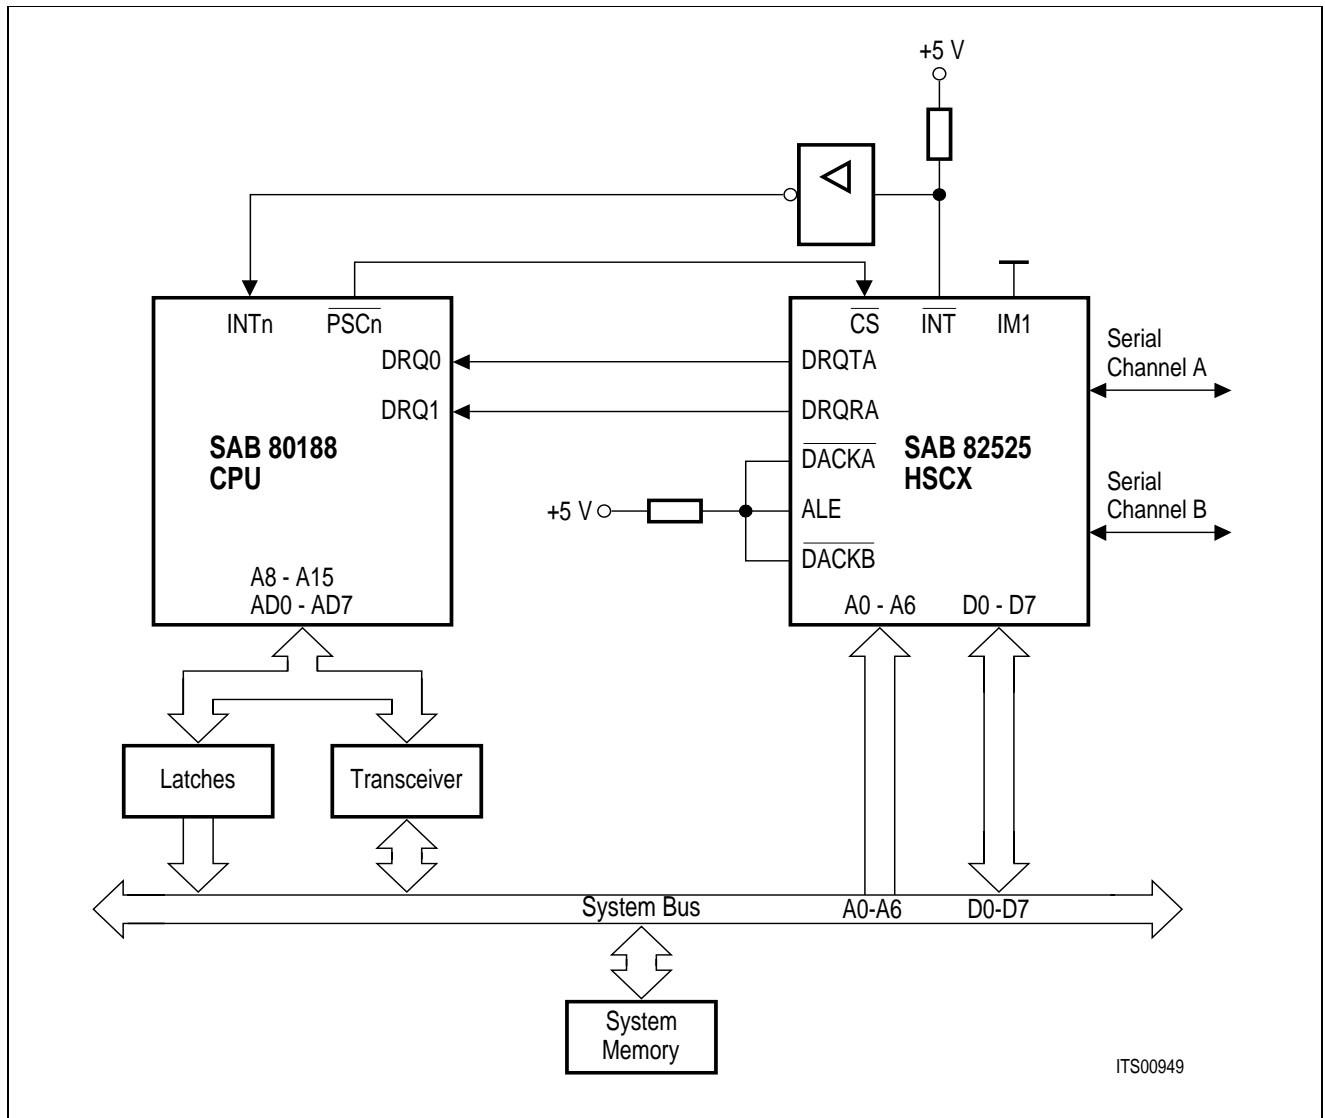 +5 V
INTn
PSCn
CS
INT
IM1
DRQ0
DRQTA
Serial
Channel A
DRQ1
DRQRA
SAB 80188
CPU
DACKA
SAB 82525
HSCX
+5 V
ALE
Serial
Channel B
DACKB
A8 - A15
AD0 - AD7
A0 - A6
D0 - D7
Latches
Transceiver
System Bus
A0-A6
D0-D7
System
Memory
ITS00949